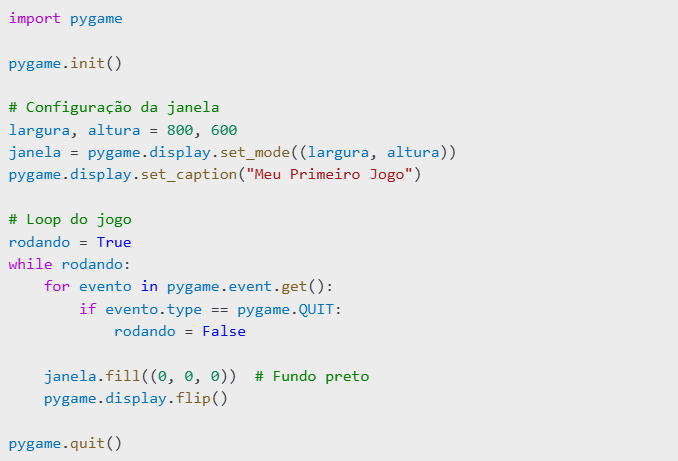 import pygame

pygame.init()

# Configuração da janela
largura, altura = 800, 600
janela = pygame.display.set_mode((largura, altura))
pygame.display.set_caption("Meu Primeiro Jogo")

# Loop do jogo
rodando = True
while rodando:
    for evento in pygame.event.get():
        if evento.type == pygame.QUIT:
            rodando = False

    janela.fill((0, 0, 0))  # Fundo preto
    pygame.display.flip()

pygame.quit()